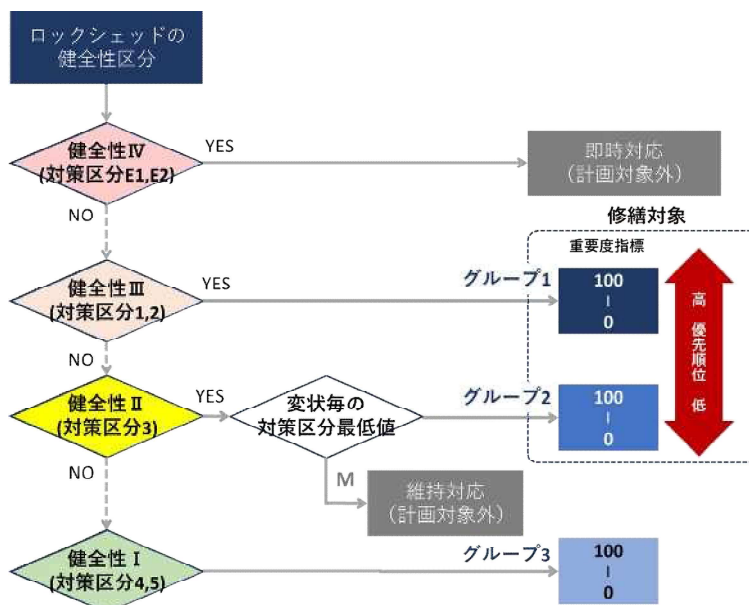 ロックシェッドの
健全性区分
健全性Ⅳ
(対策区分E1,E2)
YES
即時対応
(計画対象外)
NO
修繕対象
重要度指標
健全性Ⅲ
(対策区分1,2)
YES
グループ1
100
|
0
高 優先順位 低
NO
健全性Ⅱ
(対策区分3)
YES
変状毎の
対策区分最低値
グループ2
100
|
0
NO
M
維持対応
(計画対象外)
健全性Ⅰ
(対策区分4,5)
グループ3
100
|
0